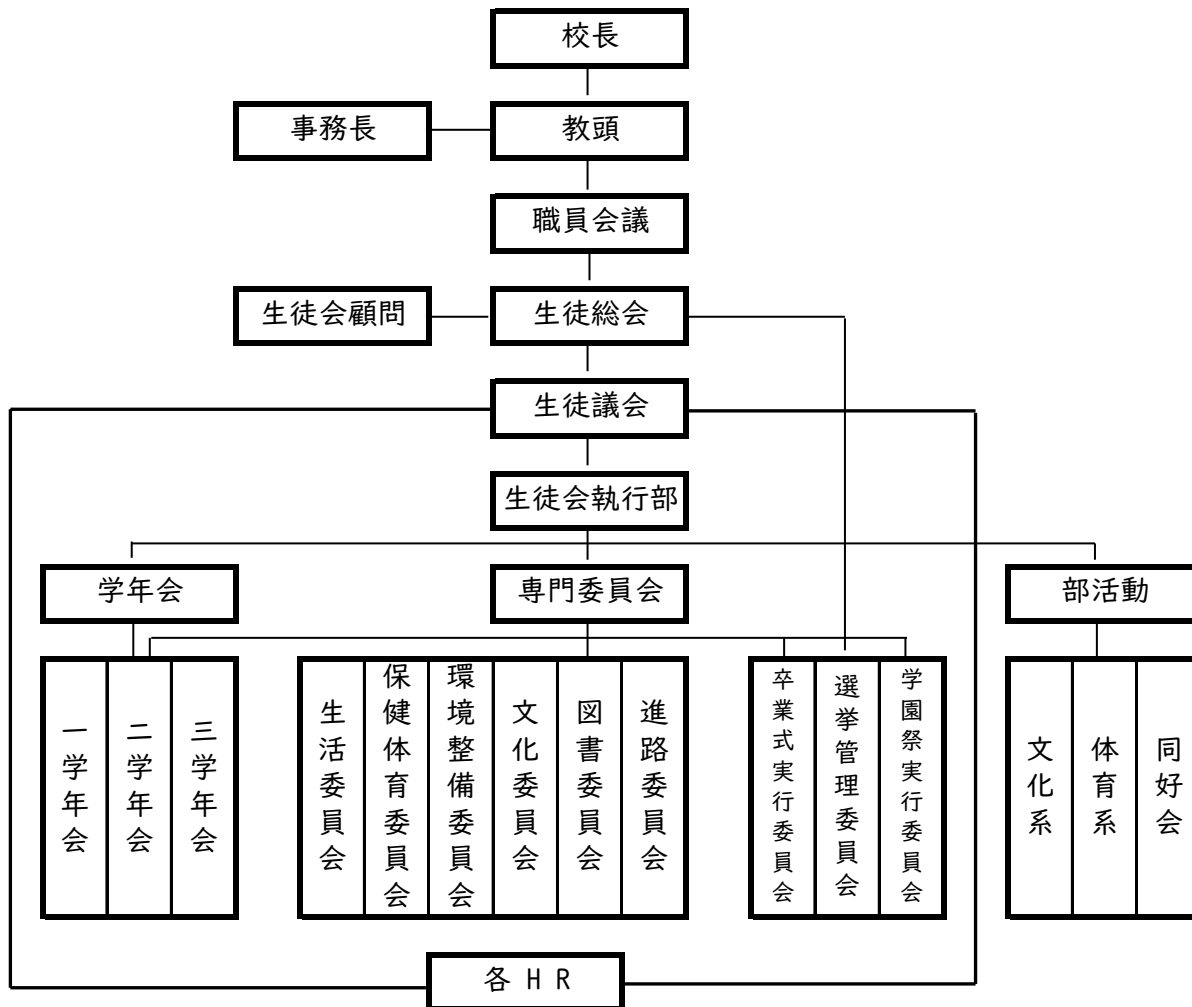 校長
事務長
教頭
職員会議
生徒会顧問
生徒総会
生徒議会
生徒会執行部
学年会
専門委員会
部活動
一学年会
二学年会
三学年会
生活委員会
保健体育委員会
環境整備委員会
文化委員会
図書委員会
進路委員会
卒業式実行委員会
選挙管理委員会
学園祭実行委員会
文化系
体育系
同好会
各 H R